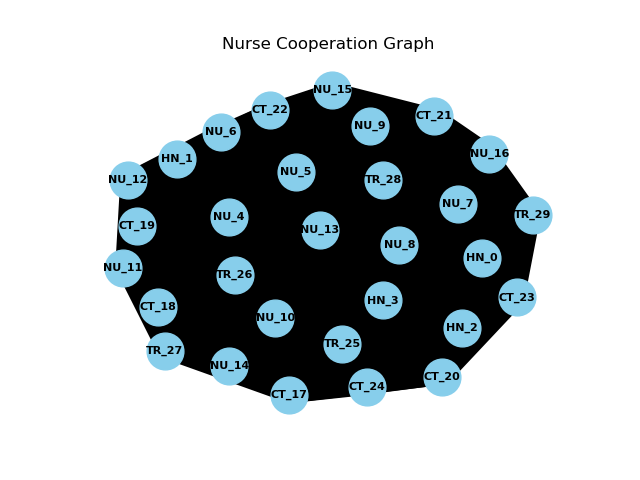 Nurse Cooperation Graph
NU_15
CT_22
CT_21
NU_9
NU_6
NU_16
HN_1
NU_5
NU_12
TR_28
NU_7
TR_29
NU_4
CT_19
NU_13
NU_8
HN_0
NU_11
TR_26
CT_23
HN_3
CT_18
NU_10
HN_2
TR_25
TR_27
NU_14
CT_20
CT_24
CT_17